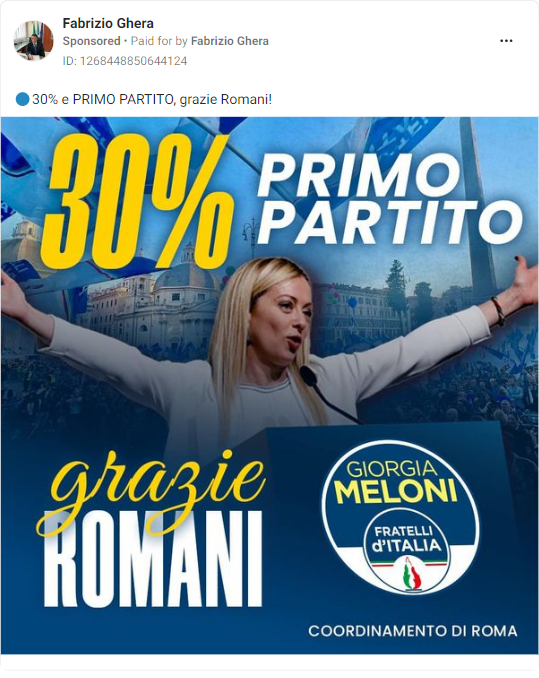 Fabrizio Ghera
Sponsored • Paid for by Fabrizio Ghera
ID: 1268448850644124
🔵30% e PRIMO PARTITO, grazie Romani!
30% PRIMO
PARTITO
grazie
ROMANI
GIORGIA
MELONI
FRATELLI
d'ITALIA
COORDINAMENTO DI ROMA